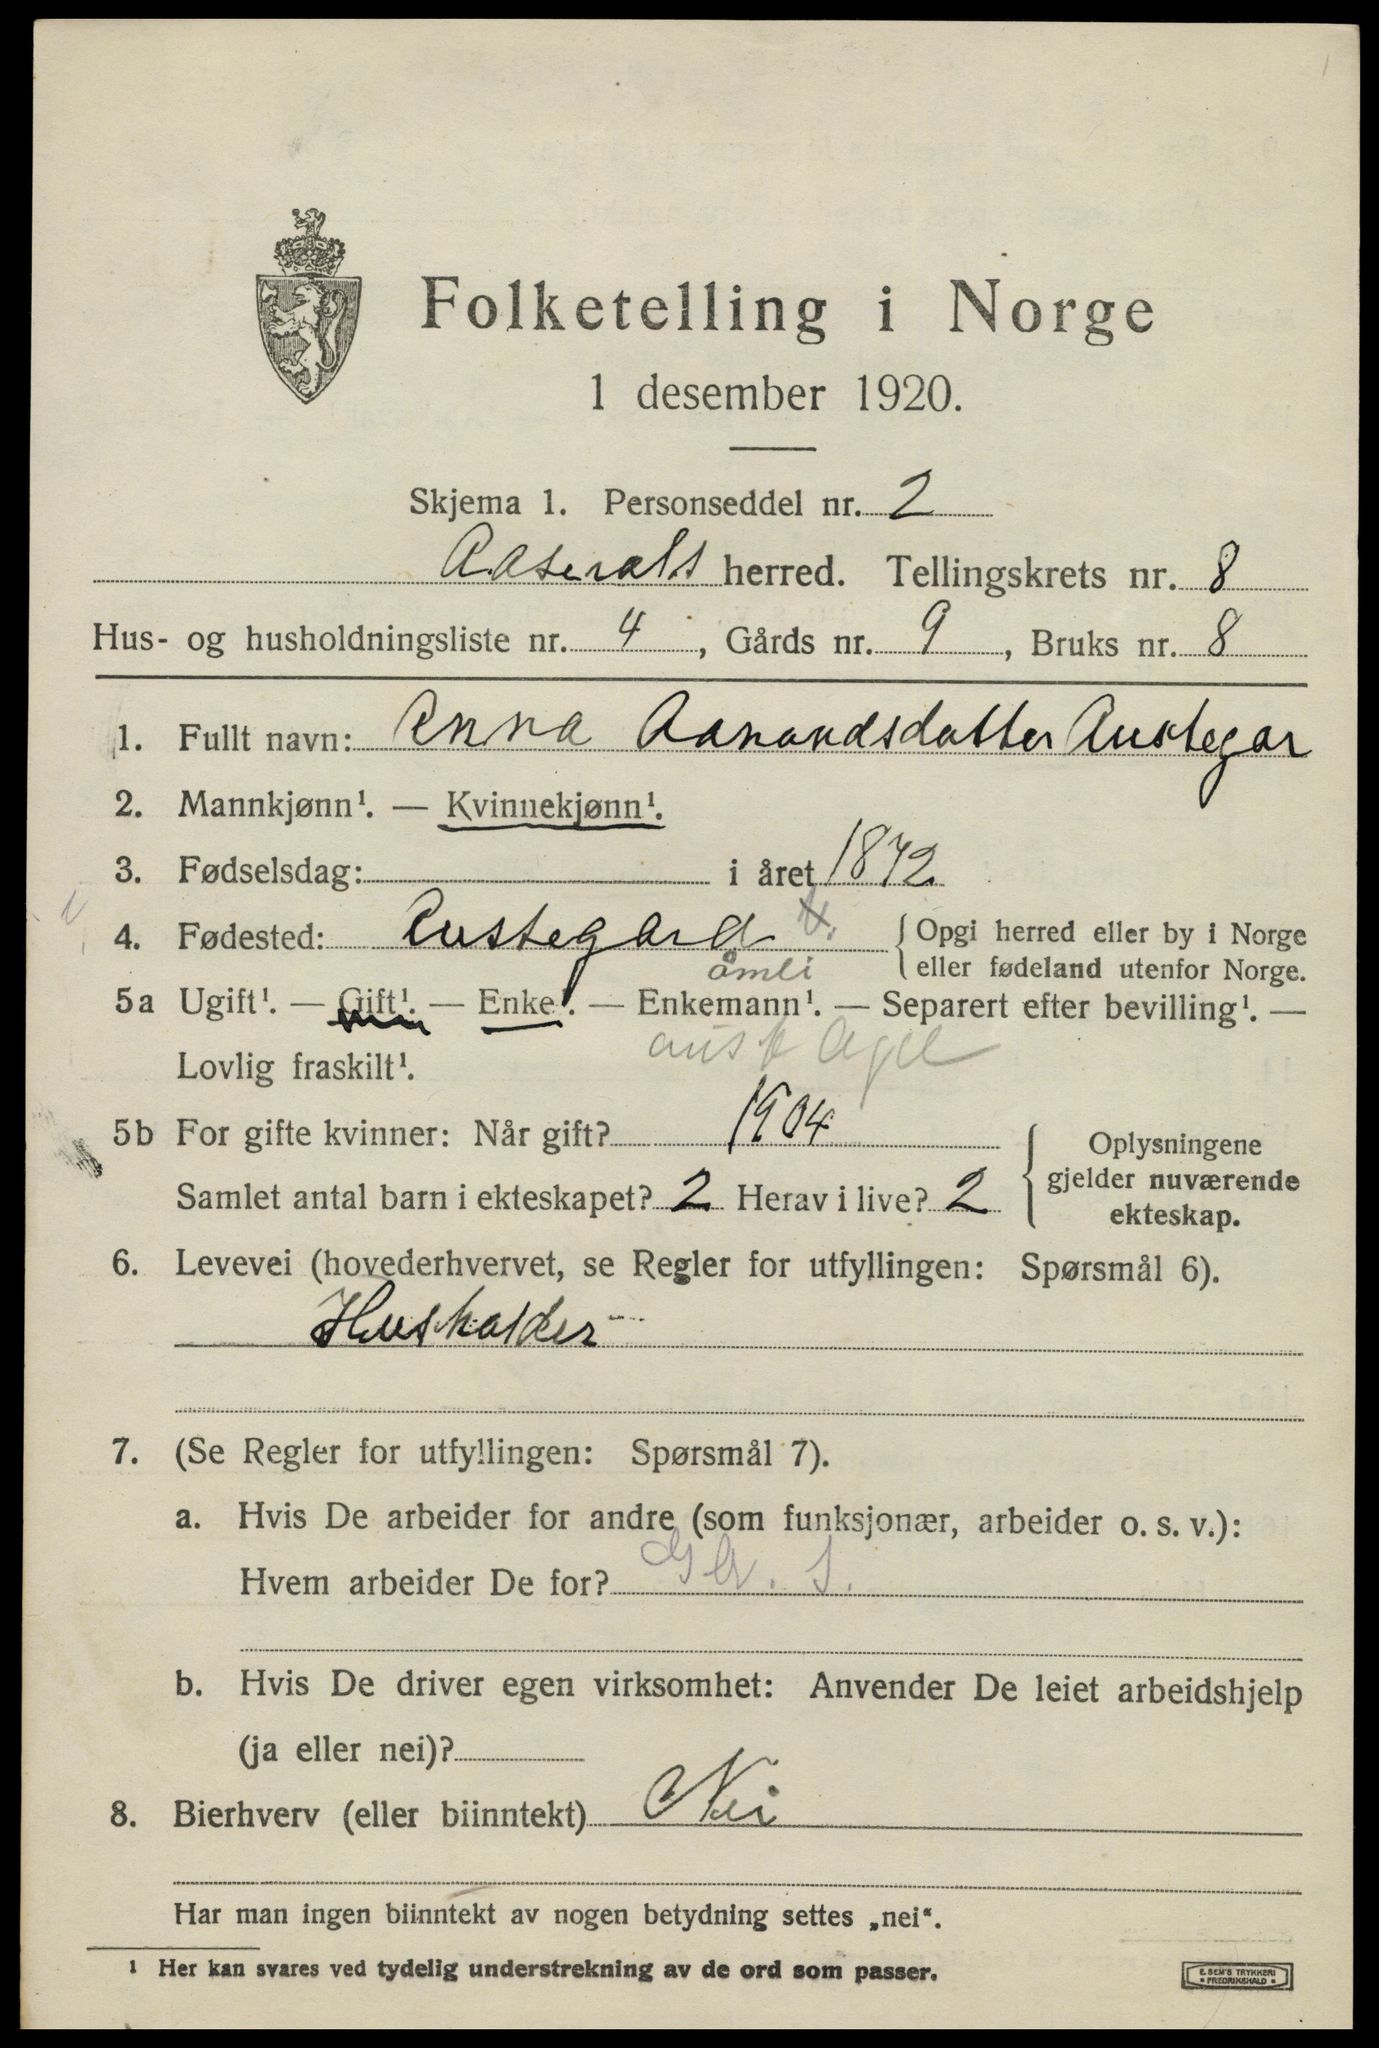 Folketelling i Norge
1 desember 1920.
Skjema 1. Personseddel nr. 2
Aaserals herred. Tellingskrets nr. 8
Hus- og husholdningsliste nr. 4, Gårds nr. 9, Bruks nr. 8
1. Fullt navn: Anna Aanandsdatter Austegar
2. Mannkjønn¹. — Kvinnekjønn¹.
3. Fødselsdag: i året 1872
4. Fødested: Austegard
Opgi herred eller by i Norge
eller fødeland utenfor Norge.
åmli
5a Ugift¹. — Gift¹. — Enke¹. — Enkemann¹. — Separert efter bevilling¹. —
aust Agd
Lovlig fraskilt¹.
5b For gifte kvinner: Når gift? 1904
Samlet antal barn i ekteskapet? 2 Herav i live? 2
Oplysningene
gjelder nuværende
ekteskap.
6. Levevei (hovederhvervet, se Regler for utfyllingen: Spørsmål 6).
Husholder
7. (Se Regler for utfyllingen: Spørsmål 7).
a. Hvis De arbeider for andre (som funksjonær, arbeider o. s. v.):
Hvem arbeider De for?
b. Hvis De driver egen virksomhet: Anvender De leiet arbeidshjelp
(ja eller nei)?
8. Bierhverv (eller biinntekt) Nei
Har man ingen biinntekt av nogen betydning settes „nei“.
¹ Her kan svares ved tydelig understrekning av de ord som passer.
E. SEM'S TRYKKERI
FREDRIKSHALD